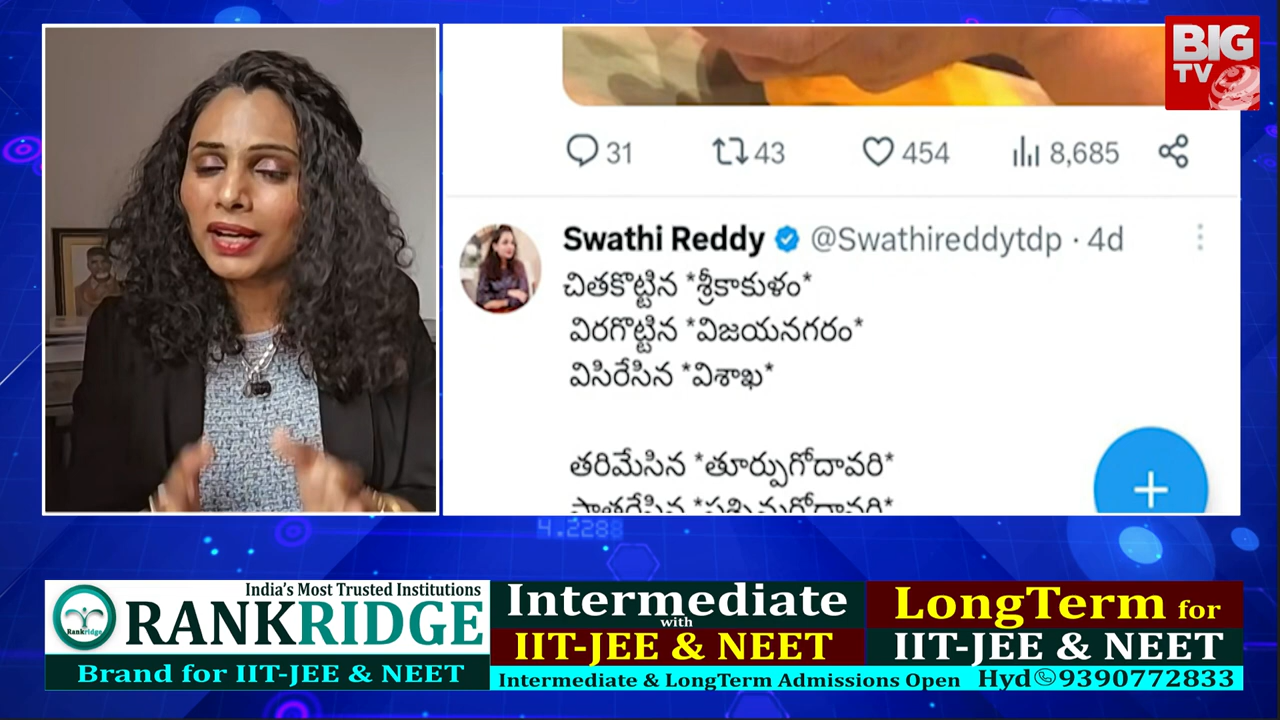 BIG
TV
31 43 454 8,685
Swathi Reddy @Swathireddytdp · 4d
చితకొట్టిన *శ్రీకాకుళం*
విరగొట్టిన *విజయనగరం*
విసిరేసిన *విశాఖ*
తరిమేసిన *తూర్పుగోదావరి*
4.2288
India's Most Trusted Institutions
RANKRIDGE
Rankridge
Brand for IIT-JEE & NEET
Intermediate
with
IIT-JEE & NEET
LongTerm for
IIT-JEE & NEET
Intermediate & LongTerm Admissions Open Hyd 9390772833